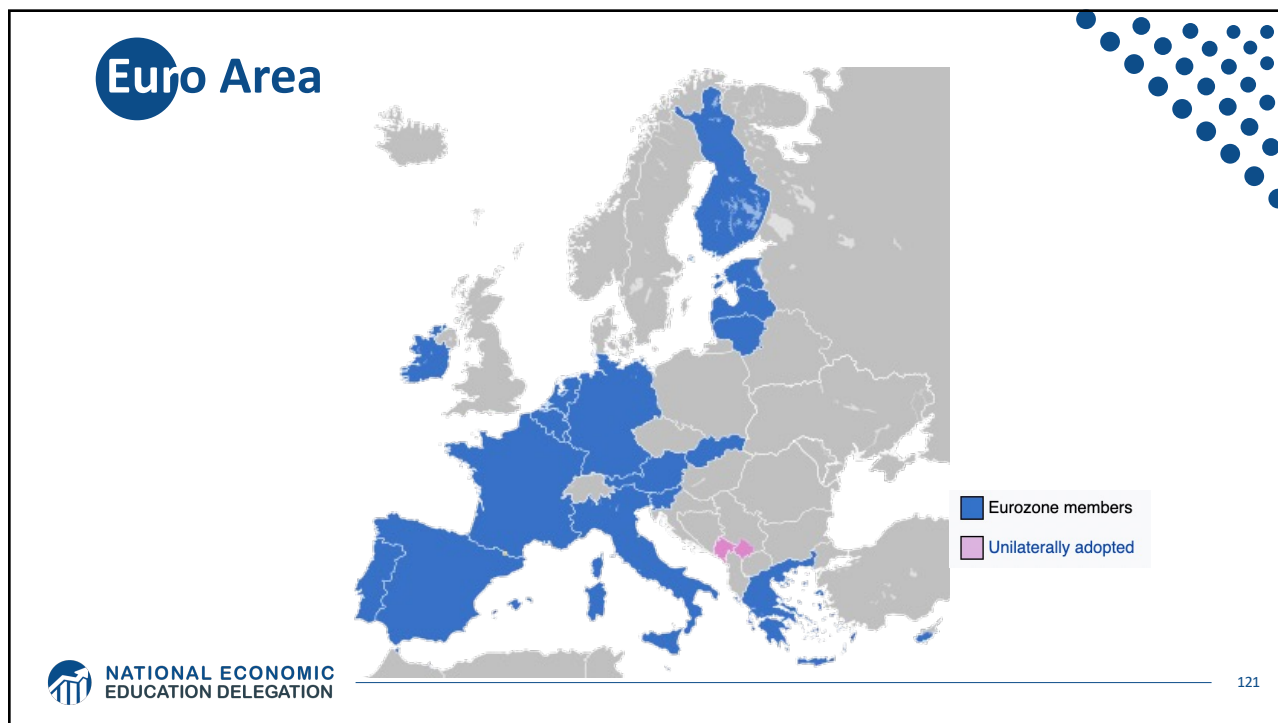 Euro Area
Eurozone members
Unilaterally adopted
NATIONAL ECONOMIC
EDUCATION DELEGATION
121